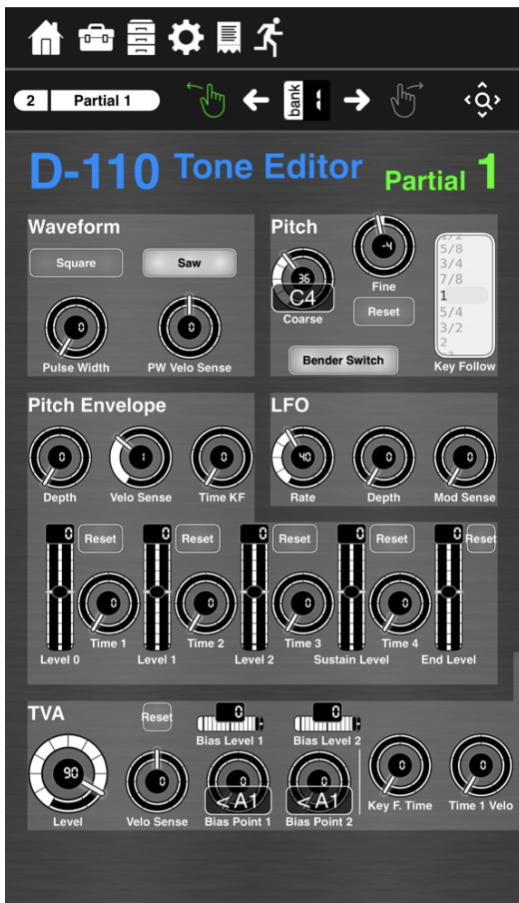 2 Partial 1
bank 1
D-110 Tone Editor Partial 1
Waveform
Square Saw
0 0
Pulse Width PW Velo Sense
Pitch
36 C4
Coarse
-4
Fine
Reset
Bender Switch
1/2
5/8
3/4
7/8
1
5/4
3/2
2
Key Follow
Pitch Envelope
0 1 0
Depth Velo Sense Time KF
LFO
40 0 0
Rate Depth Mod Sense
0 Reset 0 Reset 0 Reset 0 Reset 0 Reset
0 0 0 0
Time 1 Time 2 Time 3 Time 4
Level 0 Level 1 Level 2 Sustain Level End Level
TVA
Reset
0 0
Bias Level 1 Bias Level 2
90 0 0 0 0 0
<A1 <A1
Key F. Time Time 1 Velo
Level Velo Sense Bias Point 1 Bias Point 2